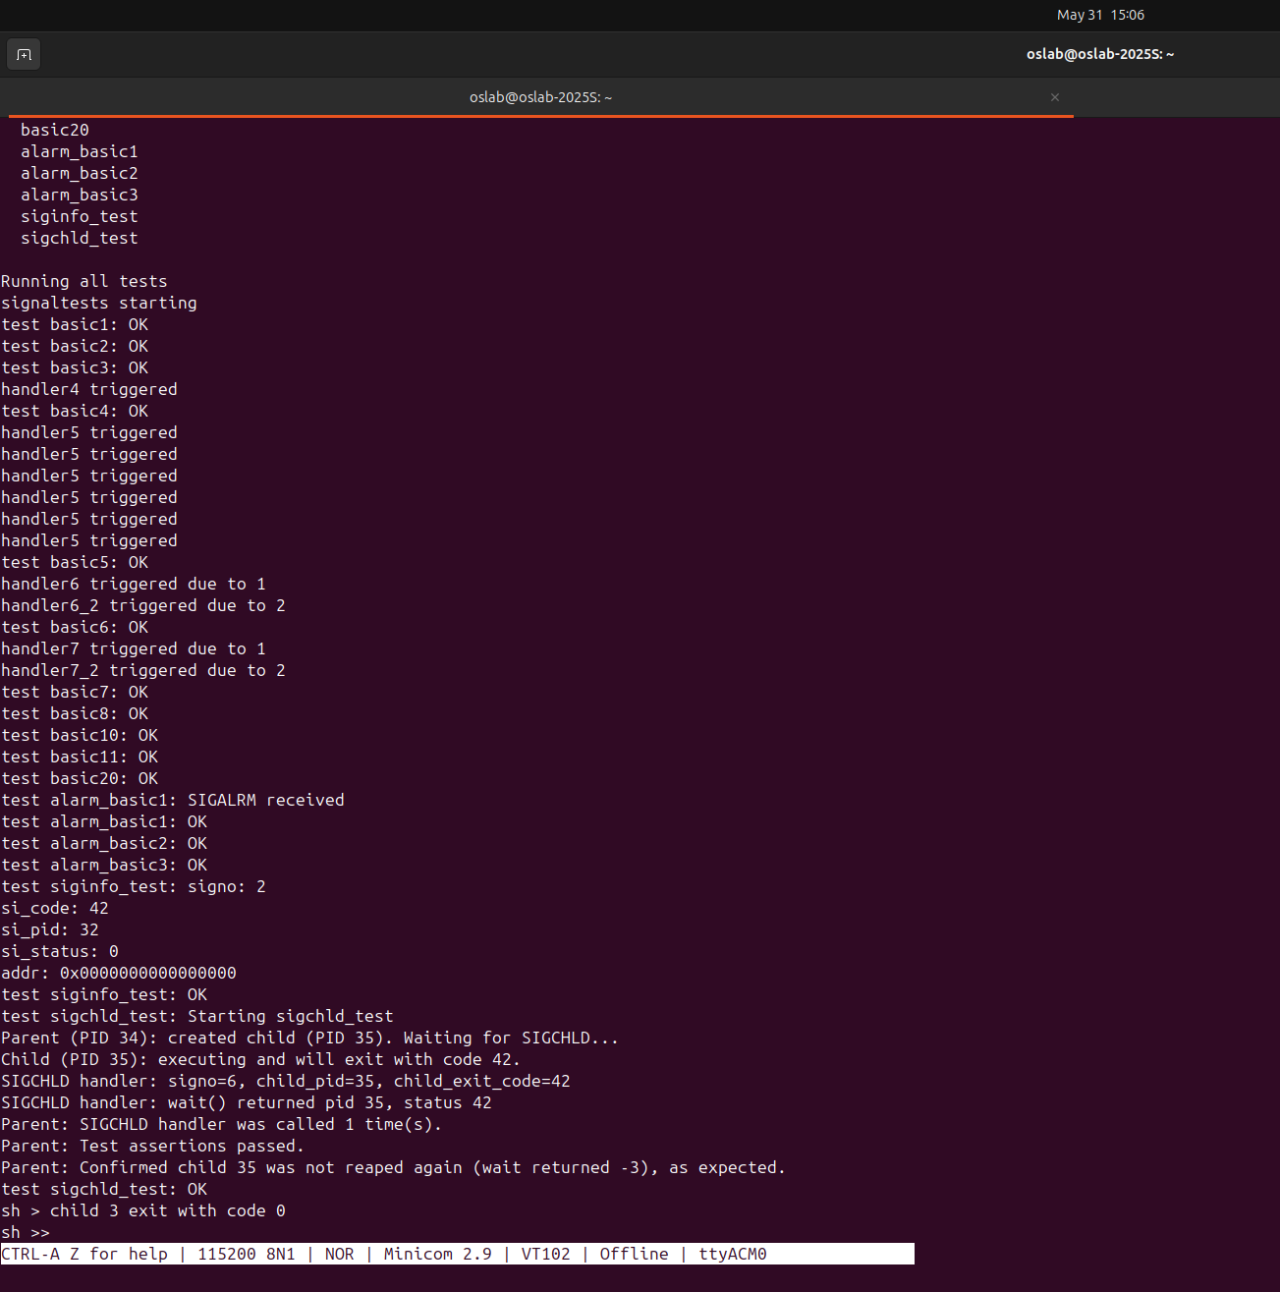 May 31 15:06
oslab@oslab-2025S: ~
oslab@oslab-2025S: ~
basic20
alarm_basic1
alarm_basic2
alarm_basic3
siginfo_test
sigchld_test
Running all tests
signaltests starting
test basic1: OK
test basic2: OK
test basic3: OK
handler4 triggered
test basic4: OK
handler5 triggered
handler5 triggered
handler5 triggered
handler5 triggered
handler5 triggered
handler5 triggered
test basic5: OK
handler6 triggered due to 1
handler6_2 triggered due to 2
test basic6: OK
handler7 triggered due to 1
handler7_2 triggered due to 2
test basic7: OK
test basic8: OK
test basic10: OK
test basic11: OK
test basic20: OK
test alarm_basic1: SIGALRM received
test alarm_basic1: OK
test alarm_basic2: OK
test alarm_basic3: OK
test siginfo_test: signo: 2
si_code: 42
si_pid: 32
si_status: 0
addr: 0x0000000000000000
test siginfo_test: OK
test sigchld_test: Starting sigchld_test
Parent (PID 34): created child (PID 35). Waiting for SIGCHLD...
Child (PID 35): executing and will exit with code 42.
SIGCHLD handler: signo=6, child_pid=35, child_exit_code=42
SIGCHLD handler: wait() returned pid 35, status 42
Parent: SIGCHLD handler was called 1 time(s).
Parent: Test assertions passed.
Parent: Confirmed child 35 was not reaped again (wait returned -3), as expected.
test sigchld_test: OK
sh > child 3 exit with code 0
sh >>
CTRL-A Z for help | 115200 8N1 | NOR | Minicom 2.9 | VT102 | Offline | ttyACM0